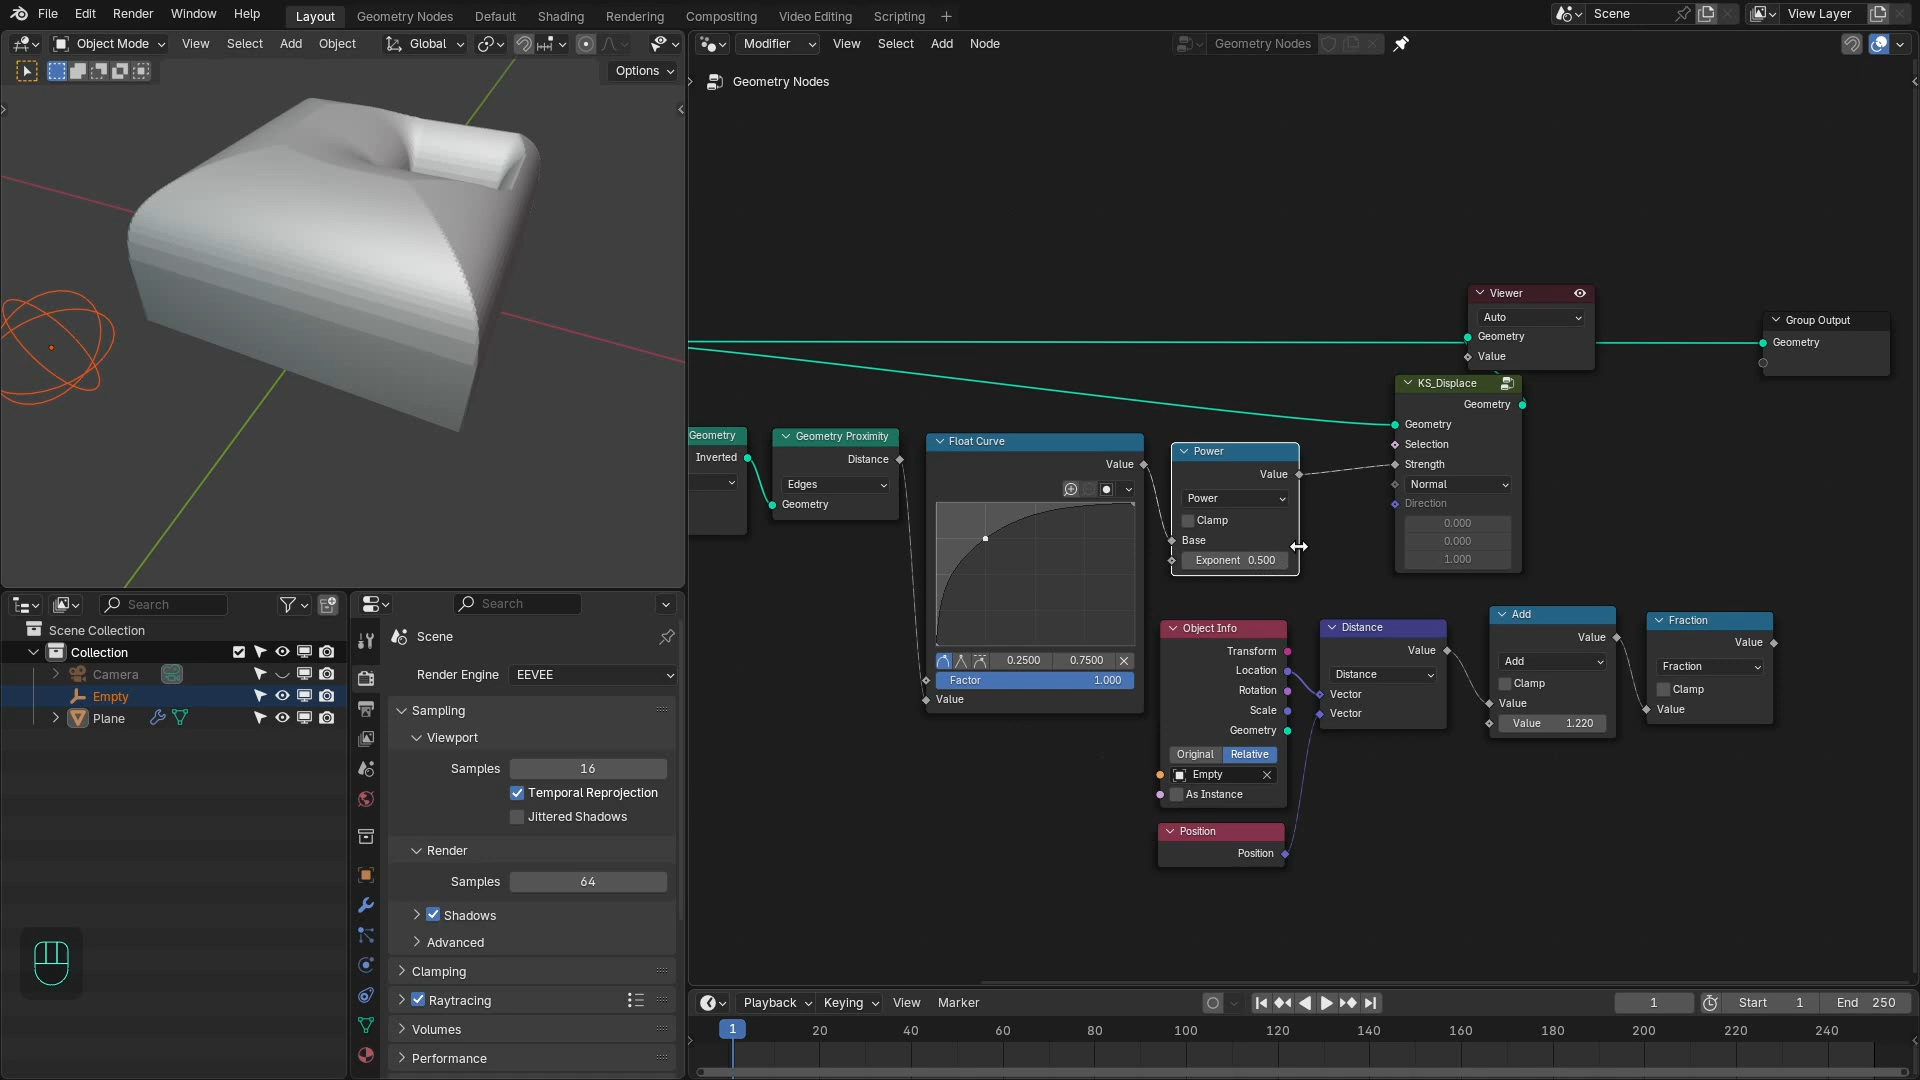 File Edit Render Window Help Layout Geometry Nodes Default Shading Rendering Compositing Video Editing Scripting + Scene View Layer
Object Mode View Select Add Object Global
Options
Modifier View Select Add Node Geometry Nodes
Geometry Nodes
Viewer
Auto
Geometry
Value
Group Output
Geometry
KS_Displace
Geometry
Geometry
Selection
Strength
Normal
Direction
0.000
0.000
1.000
Geometry
Inverted
Geometry Proximity
Distance
Edges
Geometry
Float Curve
Value
0.2500 0.7500
Factor 1.000
Value
Power
Value
Power
Clamp
Base
Exponent 0.500
Object Info
Transform
Location
Rotation
Scale
Geometry
Original Relative
Empty
As Instance
Position
Position
Distance
Value
Distance
Vector
Vector
Add
Value
Add
Clamp
Value
Value 1.220
Fraction
Value
Fraction
Clamp
Value
Search
Scene Collection
Collection
Camera
Empty
Plane
Search
Scene
Render Engine EEVEE
Sampling
Viewport
Samples 16
Temporal Reprojection
Jittered Shadows
Render
Samples 64
Shadows
Advanced
Clamping
Raytracing
Volumes
Performance
Playback Keying View Marker 1 Start 1 End 250
1 20 40 60 80 100 120 140 160 180 200 220 240